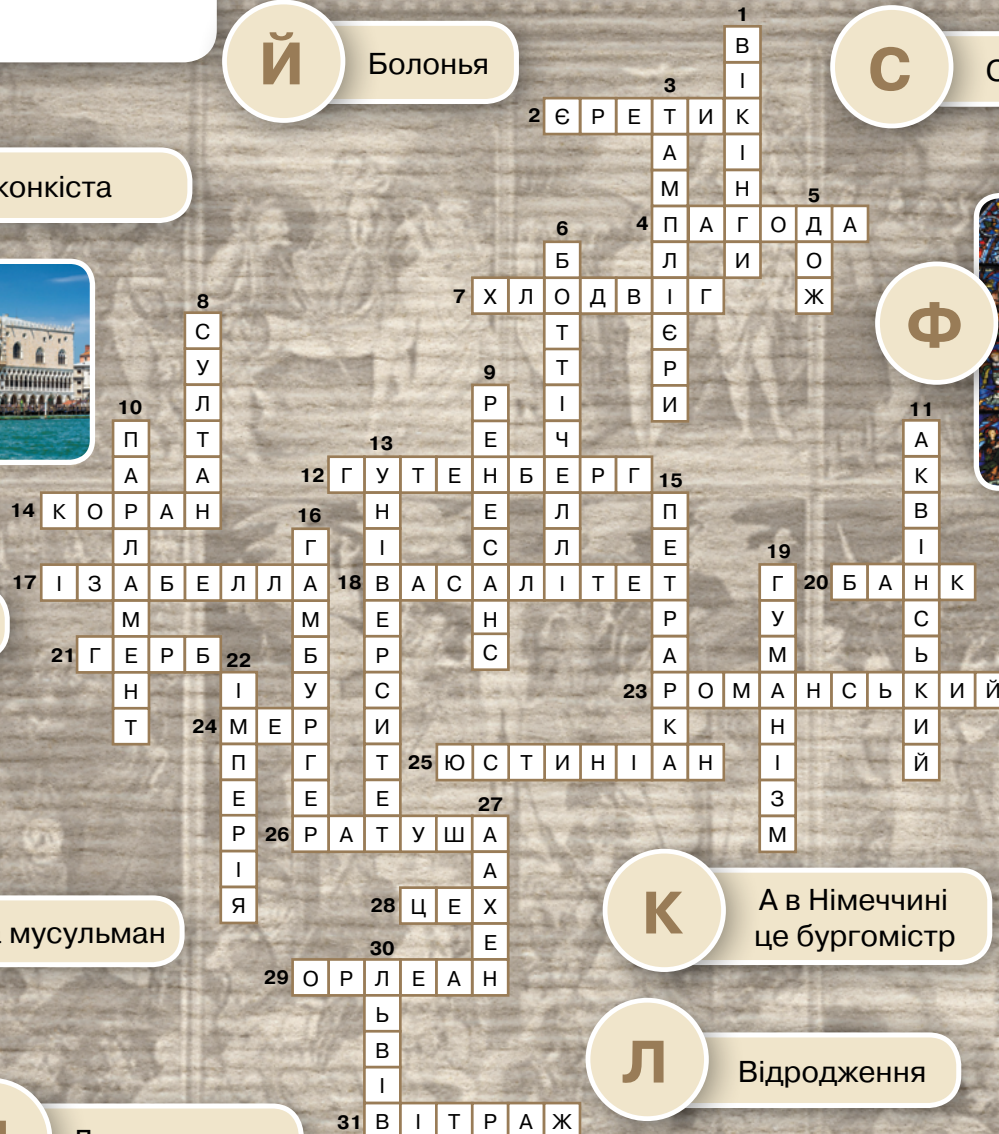 Й
Болонья
С
конкіста
Ф
1 ВІКІНГИ
2 ЄРЕТИК
3 ТАМПЛІЄРИ
4 ПАГОДА
5 ДОЖ
6 БОТТІЧЕЛЛІ
7 ХЛОДВІГ
8 СУЛТАН
9 РЕНЕСАНС
10 ПАРЛАМЕНТ
11 АКВІНСЬКИЙ
12 ГУТЕНБЕРГ
13 УНІВЕРСИТЕТ
14 КОРАН
15 ПЕТРАРКА
16 ГАМБУРГЕР
17 ІЗАБЕЛЛА
18 ВАСАЛІТЕТ
19 ГУМАНІЗМ
20 БАНК
21 ГЕРБ
22 ІМПЕРІЯ
23 РОМАНСЬКИЙ
24 МЕР
25 ЮСТИНІАН
26 РАТУША
27 ААХЕН
28 ЦЕХ
29 ОРЛЕАН
30 ЛЬВІВ
31 ВІТРАЖ
мусульман
К
А в Німеччині
це бургомістр
Л
Відродження